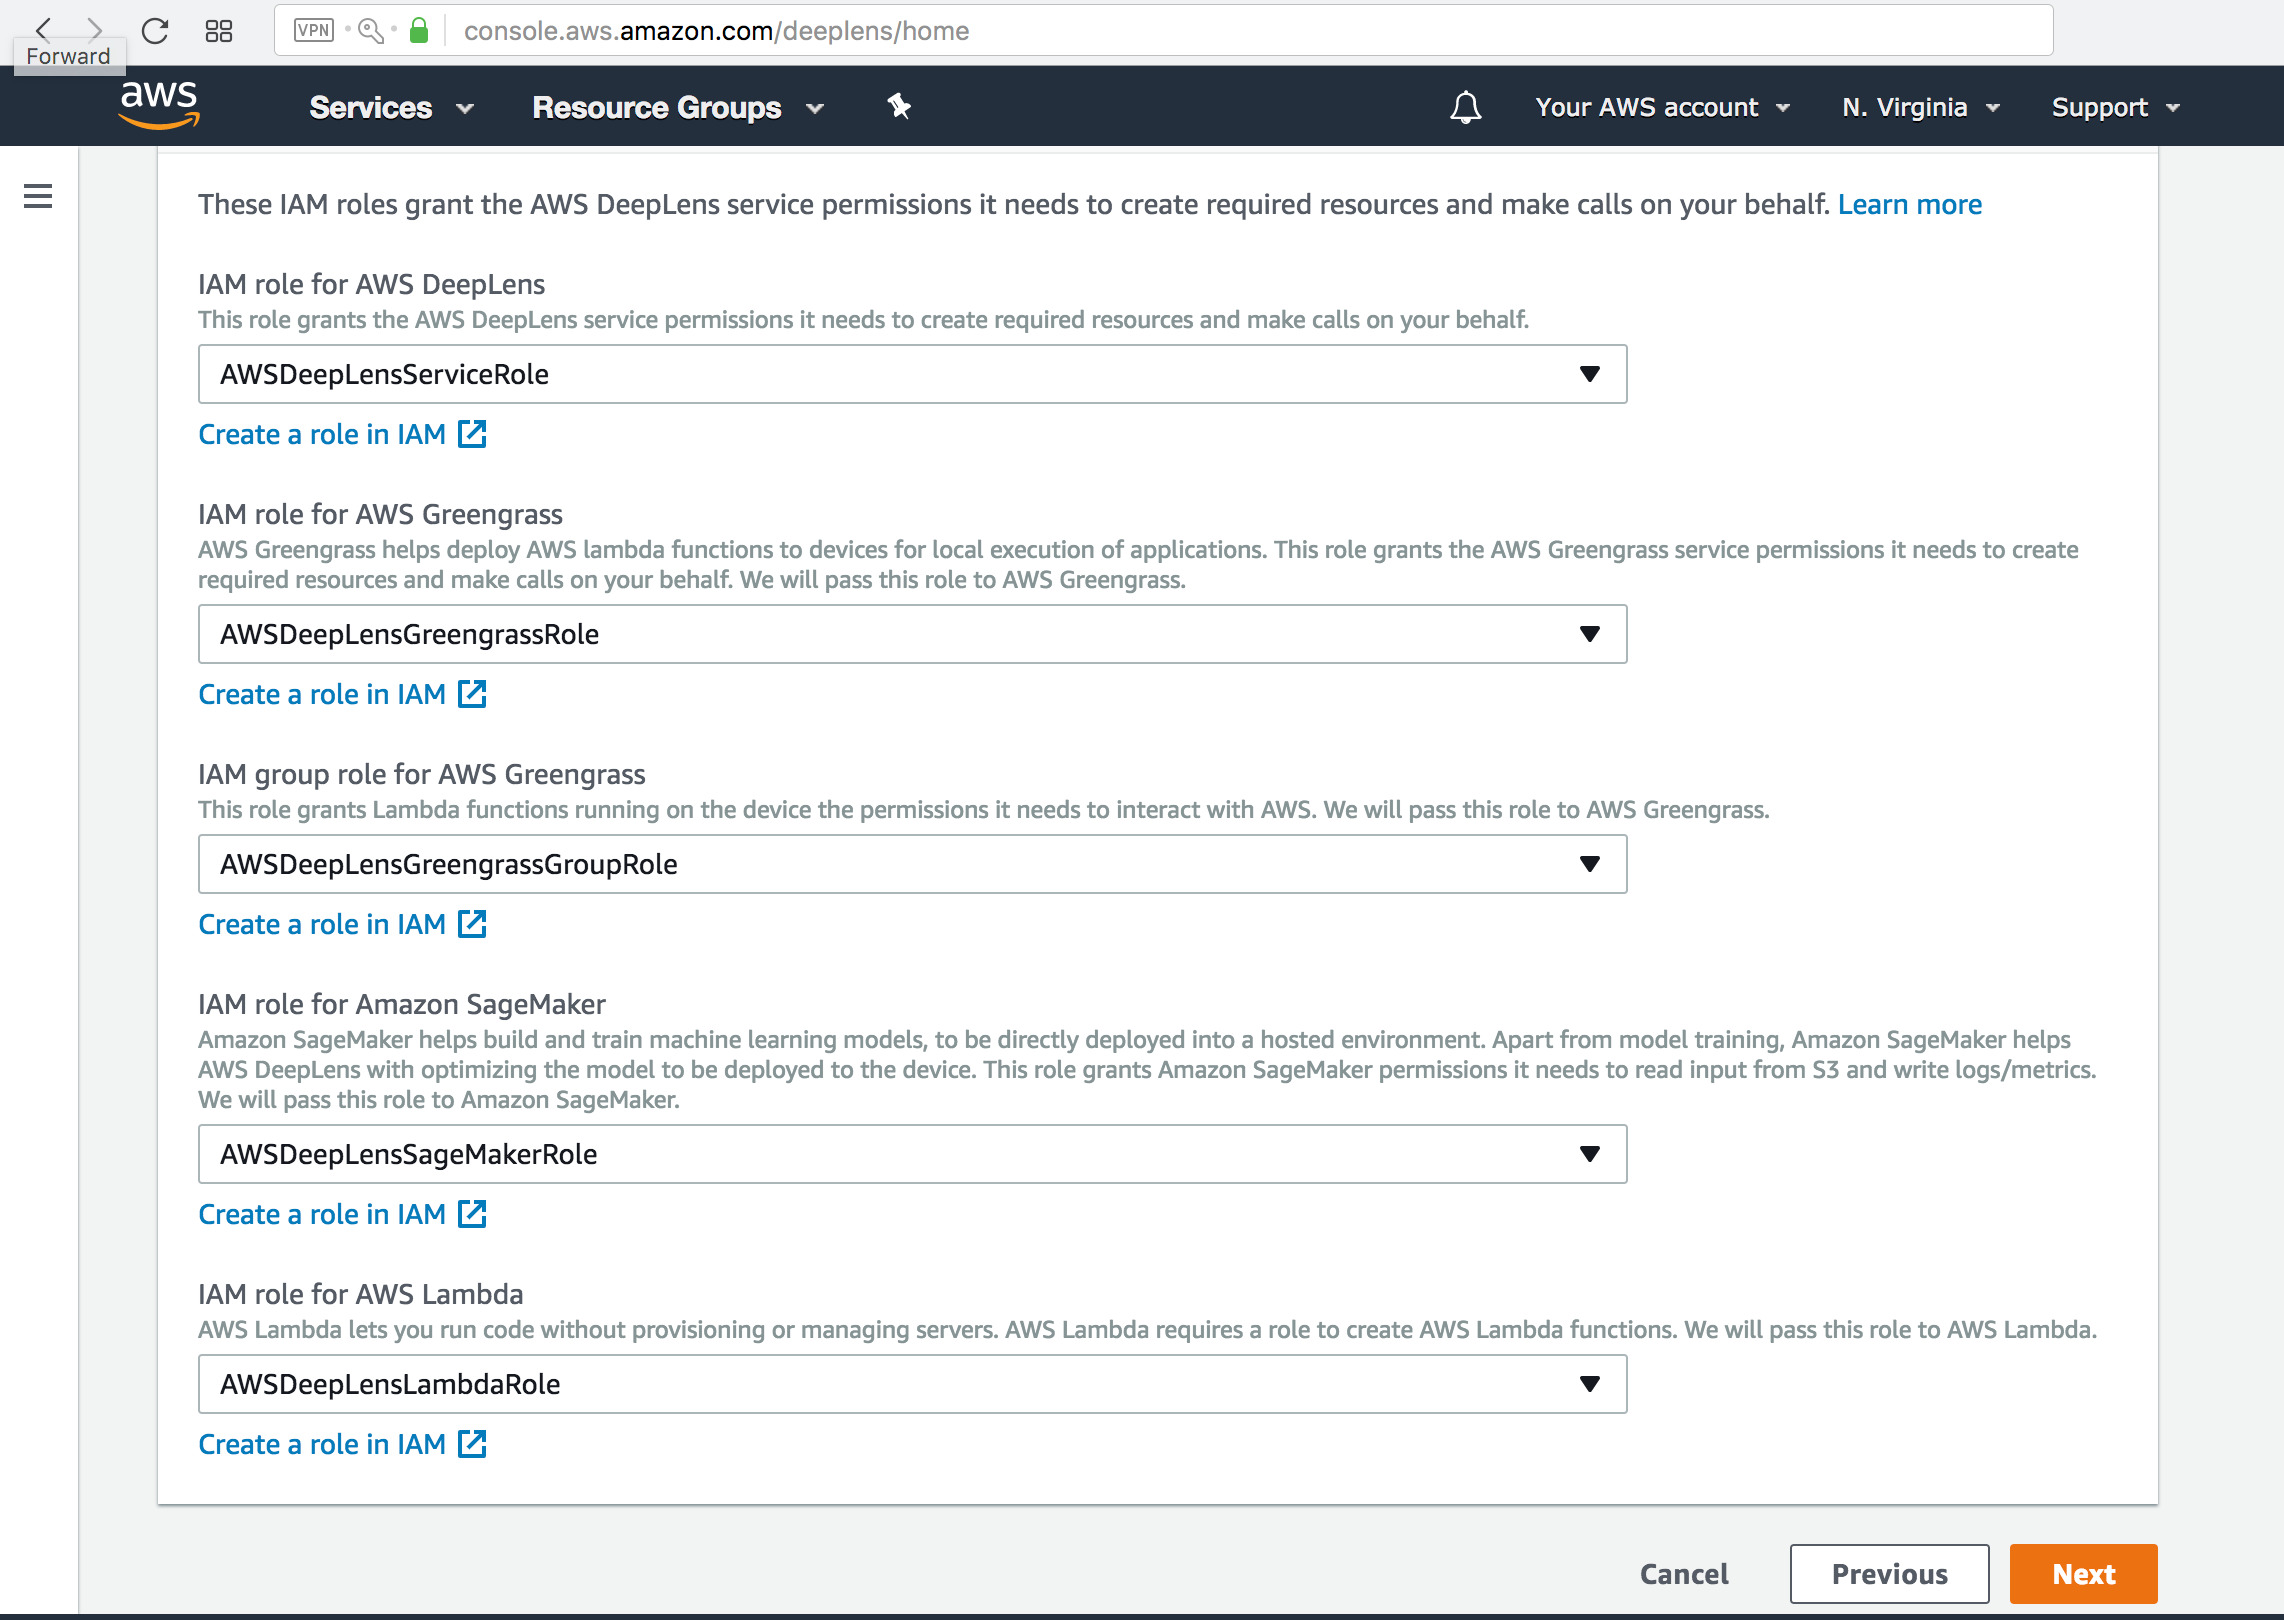 VPN
console.aws.amazon.com/deeplens/home
Forward
aws
Services
Resource Groups
Your AWS account
N. Virginia
Support
These IAM roles grant the AWS DeepLens service permissions it needs to create required resources and make calls on your behalf. Learn more
IAM role for AWS DeepLens
This role grants the AWS DeepLens service permissions it needs to create required resources and make calls on your behalf.
AWSDeepLensServiceRole
Create a role in IAM
IAM role for AWS Greengrass
AWS Greengrass helps deploy AWS lambda functions to devices for local execution of applications. This role grants the AWS Greengrass service permissions it needs to create
required resources and make calls on your behalf. We will pass this role to AWS Greengrass.
AWSDeepLensGreengrassRole
Create a role in IAM
IAM group role for AWS Greengrass
This role grants Lambda functions running on the device the permissions it needs to interact with AWS. We will pass this role to AWS Greengrass.
AWSDeepLensGreengrassGroupRole
Create a role in IAM
IAM role for Amazon SageMaker
Amazon SageMaker helps build and train machine learning models, to be directly deployed into a hosted environment. Apart from model training, Amazon SageMaker helps
AWS DeepLens with optimizing the model to be deployed to the device. This role grants Amazon SageMaker permissions it needs to read input from S3 and write logs/metrics.
We will pass this role to Amazon SageMaker.
AWSDeepLensSageMakerRole
Create a role in IAM
IAM role for AWS Lambda
AWS Lambda lets you run code without provisioning or managing servers. AWS Lambda requires a role to create AWS Lambda functions. We will pass this role to AWS Lambda.
AWSDeepLensLambdaRole
Create a role in IAM
Cancel
Previous
Next